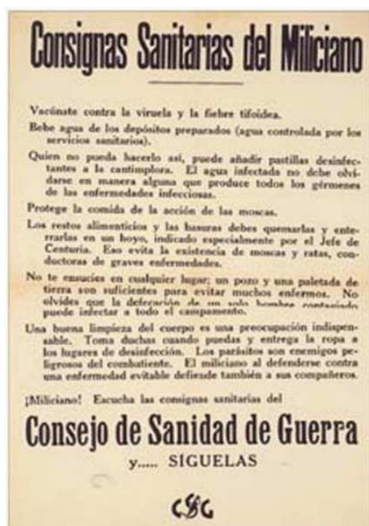 Consignas Sanitarias del Miliciano
Vacúnate contra la viruela y la fiebre tifoidea.
Bebe agua de los depósitos preparados (agua controlada por los
servicios sanitarios).
Quien no pueda hacerlo así, puede añadir pastillas desinfec-
tantes a la cantimplora. El agua infectada no debe olvi-
darse en manera alguna que produce todos los gérmenes
de las enfermedades infecciosas.
Protege la comida de la acción de las moscas.
Los restos alimenticios y las basuras debes quemarlas y ente-
rrarlas en un hoyo, indicado especialmente por el Jefe de
Centuria. Eso evita la existencia de moscas y ratas, con-
ductoras de graves enfermedades.
No te ensucies en cualquier lugar; un pozo y una paletada de
tierra son suficientes para evitar muchos enfermos. No
olvides que la defecación de un solo hombre contagiado
puede infectar a todo el campamento.
Una buena limpieza del cuerpo es una preocupación indispen-
sable. Toma duchas cuando puedas y entrega la ropa a
los lugares de desinfección. Los parásitos son enemigos pe-
ligrosos del combatiente. El miliciano al defenderse contra
una enfermedad evitable defiende también a sus compañeros.
¡Miliciano! Escucha las consignas sanitarias del
Consejo de Sanidad de Guerra
y..... SÍGUELAS